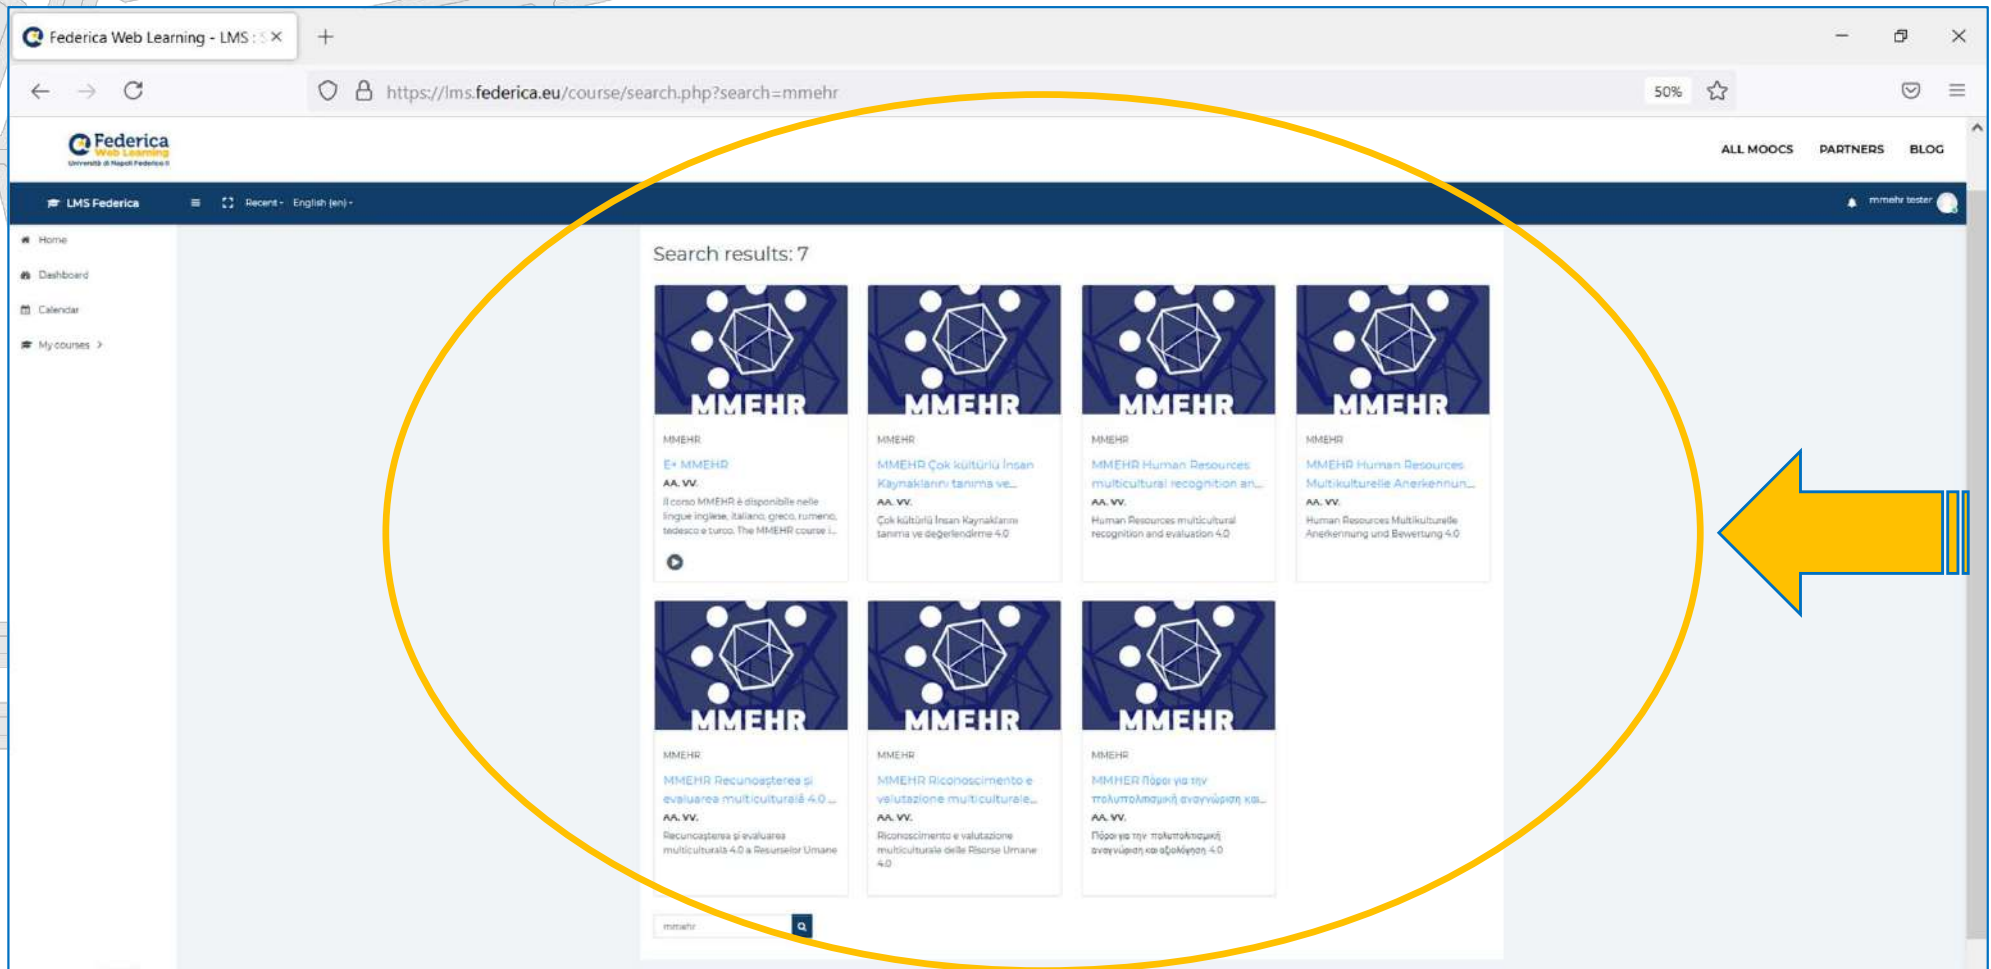 Federica Web Learning - LMS : S
https://lms.federica.eu/course/search.php?search=mmehr
50%
Federica
Web Learning
Università di Napoli Federico II
ALL MOOCS PARTNERS BLOG
LMS Federica Recent English (en) mmehr tester
Home
Dashboard
Calendar
My courses
Search results: 7
MMEHR MMEHR MMEHR MMEHR
MMEHR MMEHR MMEHR MMEHR
E+ MMEHR
AA. VV.
Il corso MMEHR è disponibile nelle
lingue inglese, italiano, greco, rumeno,
tedesco e turco. The MMEHR course i...
MMEHR Çok kültürlü İnsan
Kaynaklarını tanıma ve...
AA. VV.
Çok kültürlü İnsan Kaynaklarını
tanıma ve değerlendirme 4.0
MMEHR Human Resources
multicultural recognition an...
AA. VV.
Human Resources multicultural
recognition and evaluation 4.0
MMEHR Human Resources
Multikulturelle Anerkennun...
AA. VV.
Human Resources Multikulturelle
Anerkennung und Bewertung 4.0
MMEHR MMEHR MMEHR
MMEHR MMEHR MMEHR
MMEHR Recunoașterea și
evaluarea multiculturală 4.0 ...
AA. VV.
Recunoașterea și evaluarea
multiculturală 4.0 a Resurselor Umane
MMEHR Riconoscimento e
valutazione multiculturale...
AA. VV.
Riconoscimento e valutazione
multiculturale delle Risorse Umane
4.0
MMHER Πόροι για την
πολυπολιτισμική αναγνώριση και...
AA. VV.
Πόροι για την πολυπολιτισμική
αναγνώριση και αξιολόγηση 4.0
mmehr